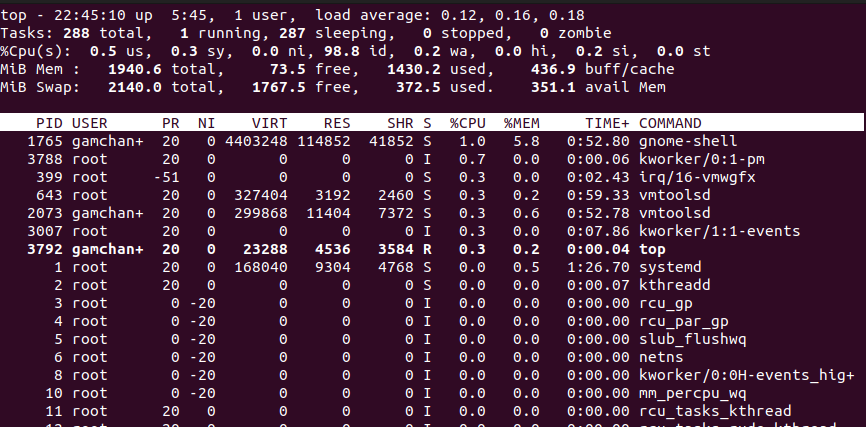 top - 22:45:10 up  5:45,  1 user,  load average: 0.12, 0.16, 0.18
Tasks: 288 total,   1 running, 287 sleeping,   0 stopped,   0 zombie
%Cpu(s):  0.5 us,  0.3 sy,  0.0 ni, 98.8 id,  0.2 wa,  0.0 hi,  0.2 si,  0.0 st
MiB Mem :   1940.6 total,     73.5 free,   1430.2 used,    436.9 buff/cache
MiB Swap:   2140.0 total,   1767.5 free,    372.5 used.    351.1 avail Mem
PID USER      PR  NI    VIRT    RES    SHR S  %CPU  %MEM     TIME+ COMMAND
1765 gamchan+  20   0 4403248 114852  41852 S   1.0   5.8   0:52.80 gnome-shell
3788 root      20   0       0      0      0 I   0.7   0.0   0:00.06 kworker/0:1-pm
399 root     -51   0       0      0      0 S   0.3   0.0   0:02.43 irq/16-vmwgfx
643 root      20   0  327404   3192   2460 S   0.3   0.2   0:59.33 vmtoolsd
2073 gamchan+  20   0  299868  11404   7372 S   0.3   0.6   0:52.78 vmtoolsd
3007 root      20   0       0      0      0 I   0.3   0.0   0:07.86 kworker/1:1-events
3792 gamchan+  20   0   23288   4536   3584 R   0.3   0.2   0:00.04 top
1 root      20   0  168040   9304   4768 S   0.0   0.5   1:26.70 systemd
2 root      20   0       0      0      0 S   0.0   0.0   0:00.07 kthreadd
3 root       0 -20       0      0      0 I   0.0   0.0   0:00.00 rcu_gp
4 root       0 -20       0      0      0 I   0.0   0.0   0:00.00 rcu_par_gp
5 root       0 -20       0      0      0 I   0.0   0.0   0:00.00 slub_flushwq
6 root       0 -20       0      0      0 I   0.0   0.0   0:00.00 netns
8 root       0 -20       0      0      0 I   0.0   0.0   0:00.00 kworker/0:0H-events_hig+
10 root       0 -20       0      0      0 I   0.0   0.0   0:00.00 mm_percpu_wq
11 root      20   0       0      0      0 I   0.0   0.0   0:00.00 rcu_tasks_kthread